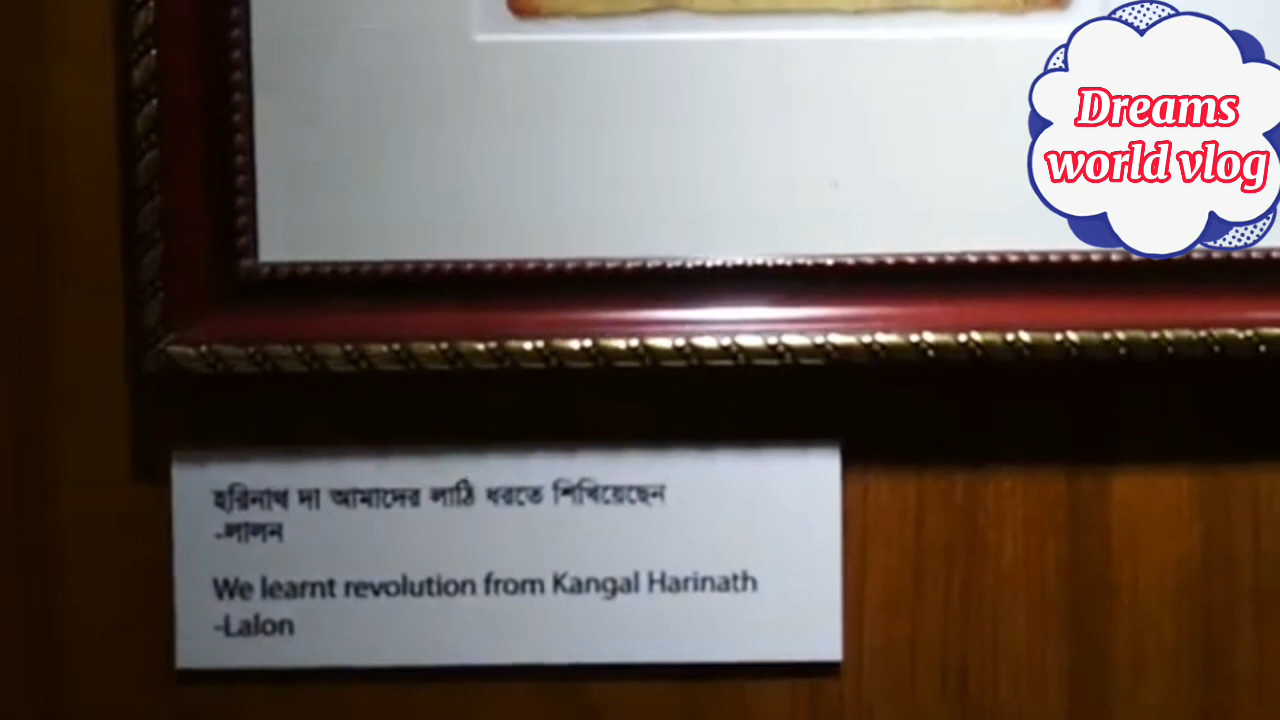 Dreams
world vlog
হরিনাথ দা আমাদের লাঠি ধরতে শিখিয়েছেন
-লালন
We learnt revolution from Kangal Harinath
-Lalon